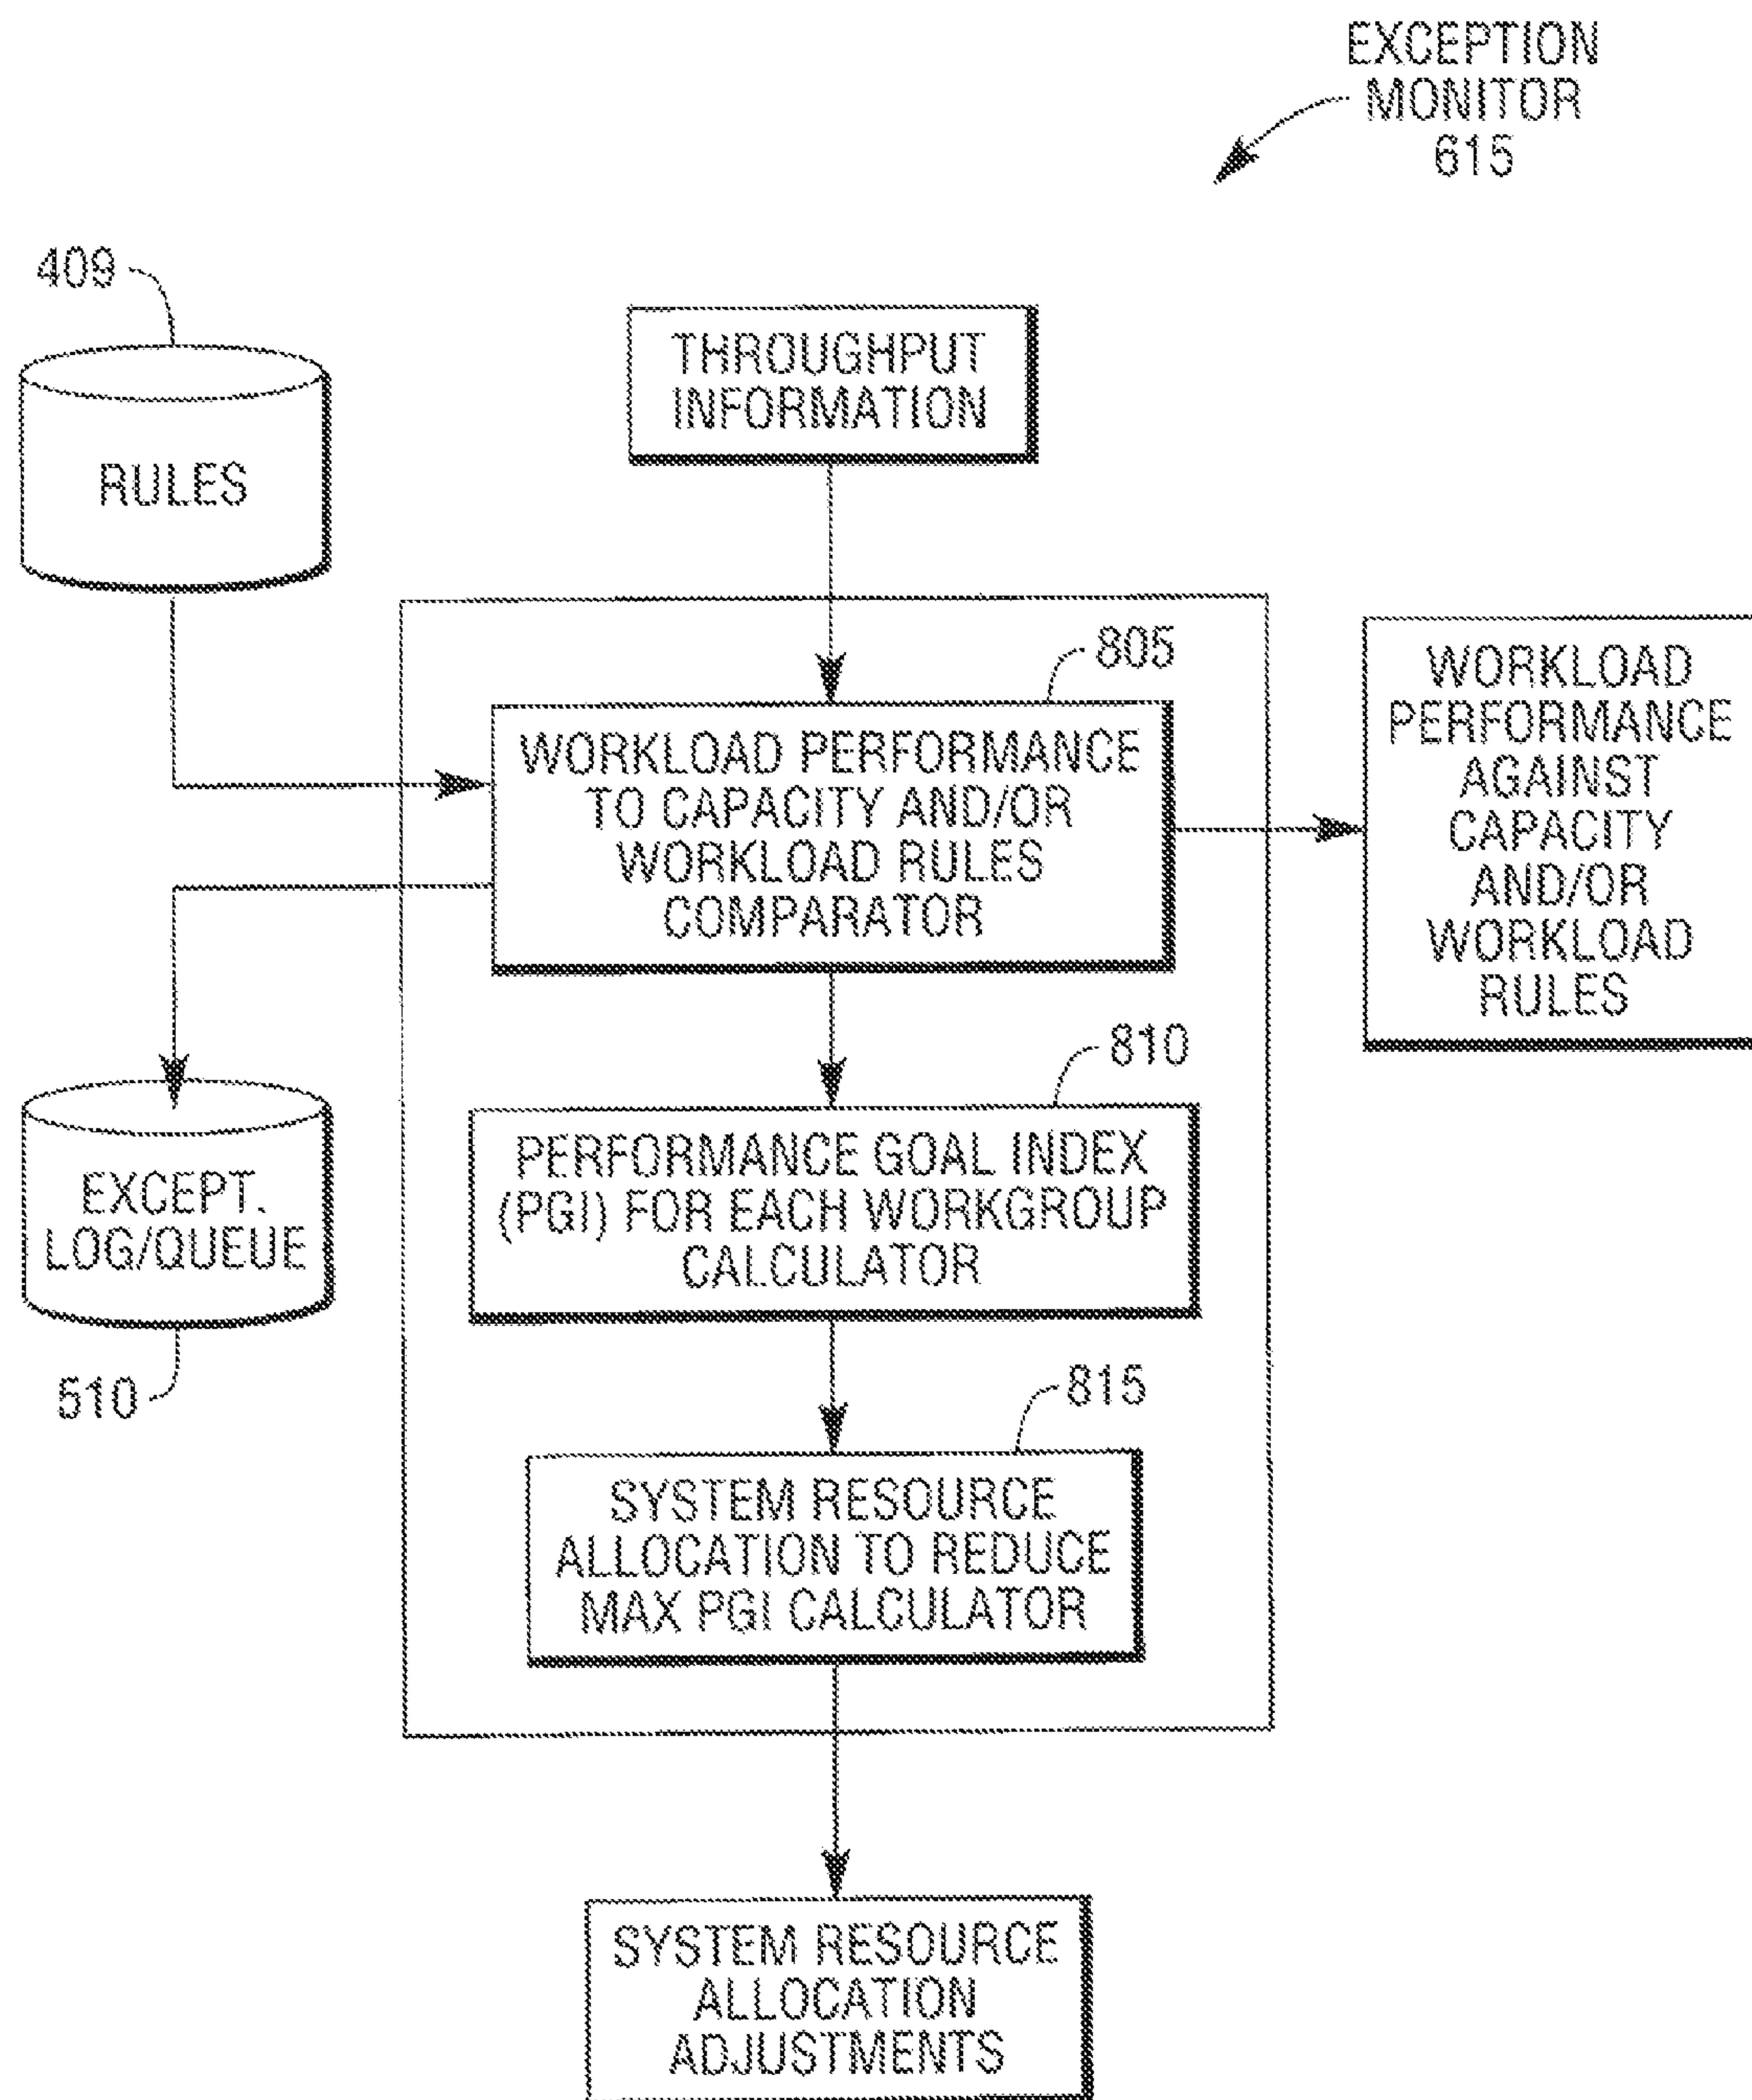 EXCEPTION
MONITOR
615
409
RULES
THROUGHPUT
INFORMATION
805
WORKLOAD PERFORMANCE
TO CAPACITY AND/OR
WORKLOAD RULES
COMPARATOR
WORKLOAD
PERFORMANCE
AGAINST
CAPACITY
AND/OR
WORKLOAD
RULES
810
PERFORMANCE GOAL INDEX
(PGI) FOR EACH WORKGROUP
CALCULATOR
EXCEPT.
LOG/QUEUE
510
815
SYSTEM RESOURCE
ALLOCATION TO REDUCE
MAX PGI CALCULATOR
SYSTEM RESOURCE
ALLOCATION
ADJUSTMENTS